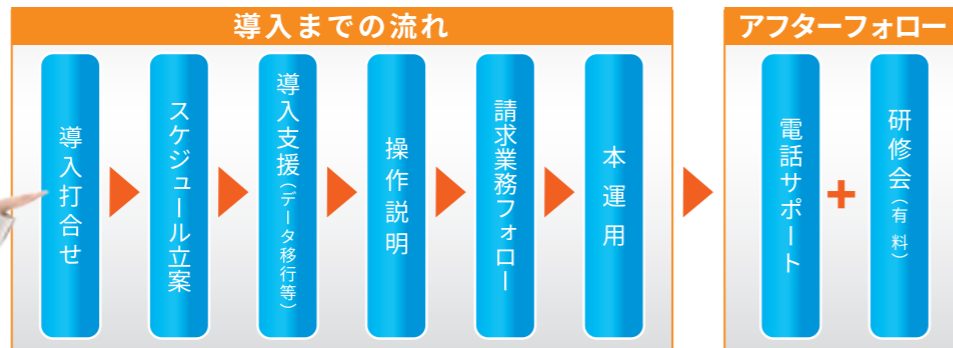 導入までの流れ
導入打合せ
スケジュール立案
導入支援（データ移行等）
操作説明
請求業務フォロー
本運用
アフターフォロー
電話サポート
+
研修会（有料）